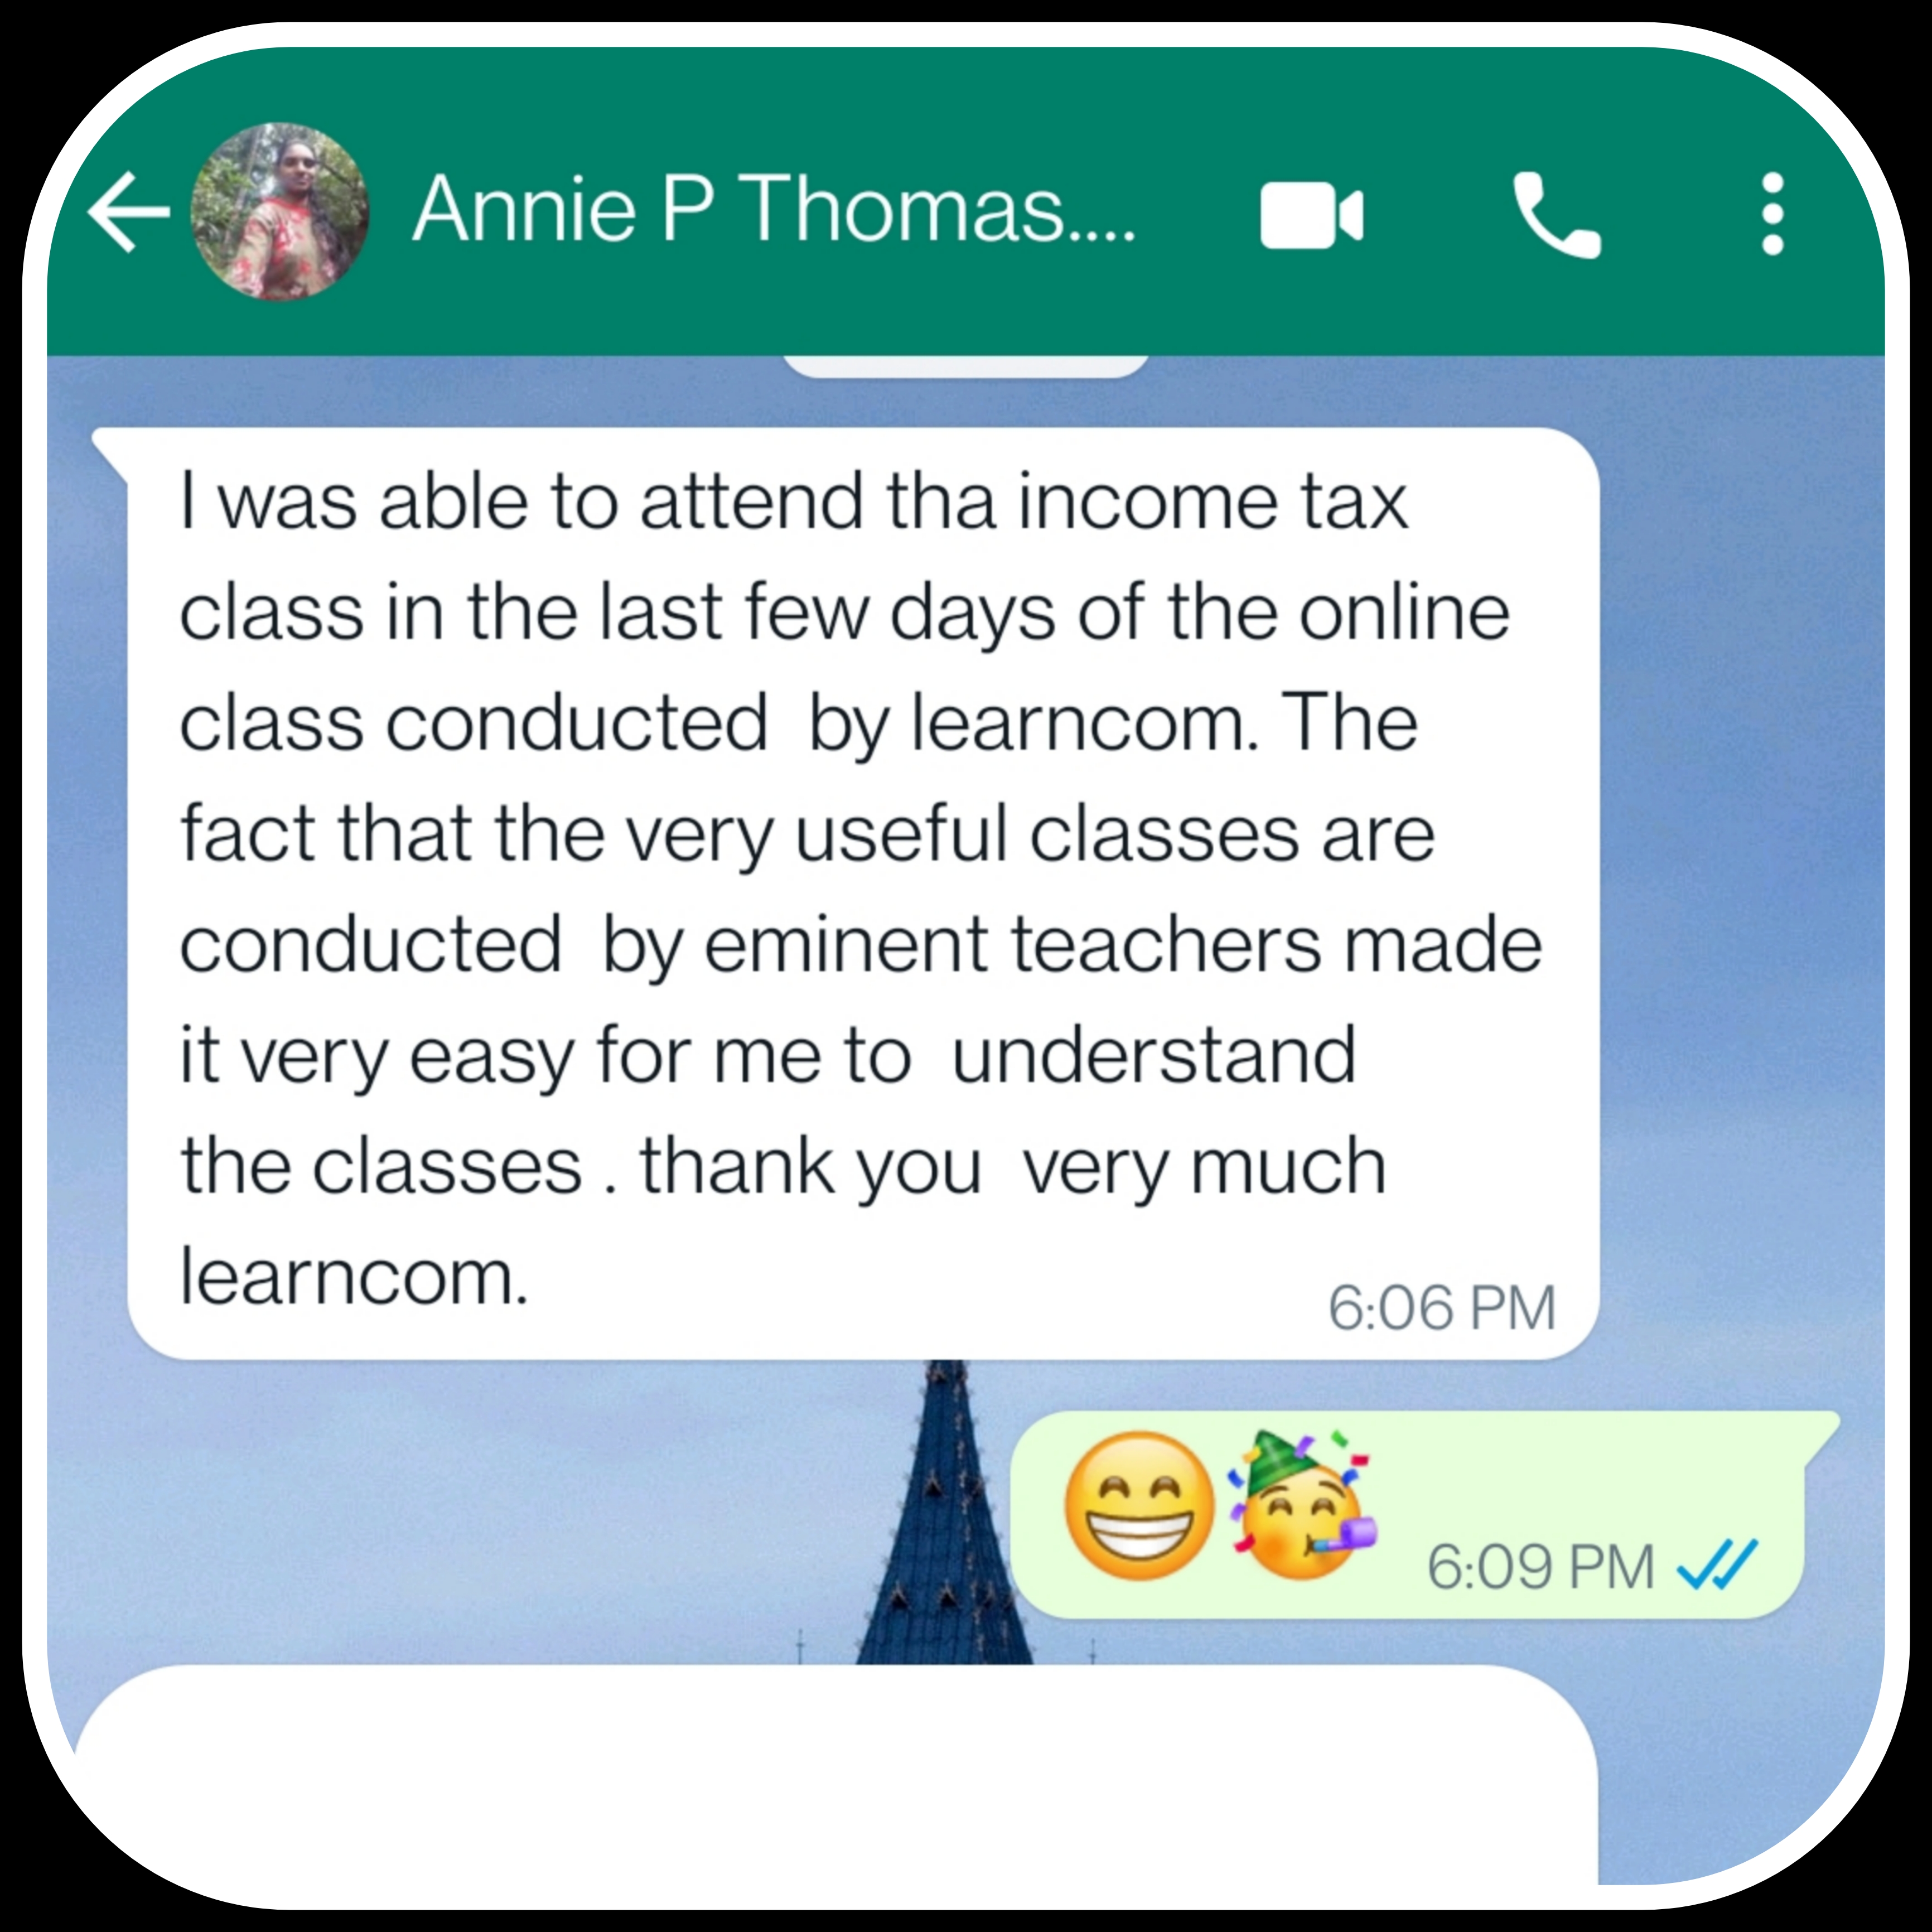 Annie P Thomas....
I was able to attend tha income tax
class in the last few days of the online
class conducted  by learncom. The
fact that the very useful classes are
conducted  by eminent teachers made
it very easy for me to  understand
the classes . thank you  very much
learncom.
6:06 PM
😁🥳 6:09 PM